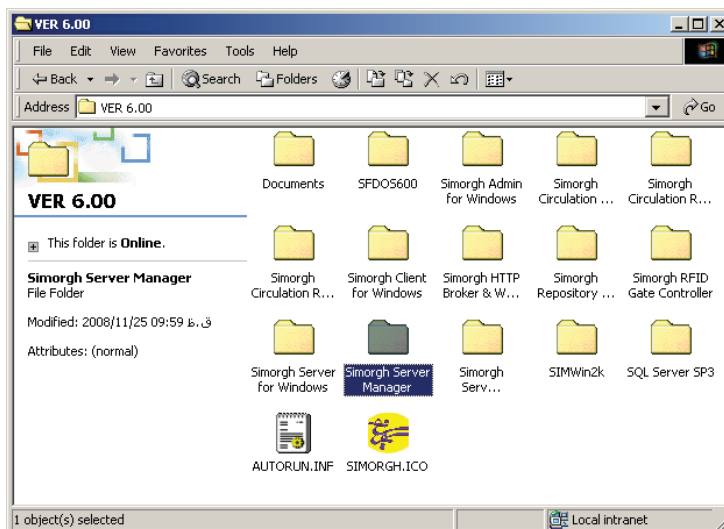 VER 6.00
File Edit View Favorites Tools Help
Back Search Folders
Address VER 6.00 Go
VER 6.00
This folder is Online.
Simorgh Server Manager
File Folder
Modified: 2008/11/25 09:59 ق.ظ
Attributes: (normal)
Documents
SFDOS600
Simorgh Admin
for Windows
Simorgh
Circulation ...
Simorgh
Circulation R...
Simorgh
Circulation R...
Simorgh Client
for Windows
Simorgh HTTP
Broker & W...
Simorgh
Repository ...
Simorgh RFID
Gate Controller
Simorgh Server
for Windows
Simorgh Server
Manager
Simorgh
Serv...
SIMWin2k
SQL Server SP3
AUTORUN.INF
SIMORGH.ICO
1 object(s) selected
Local intranet